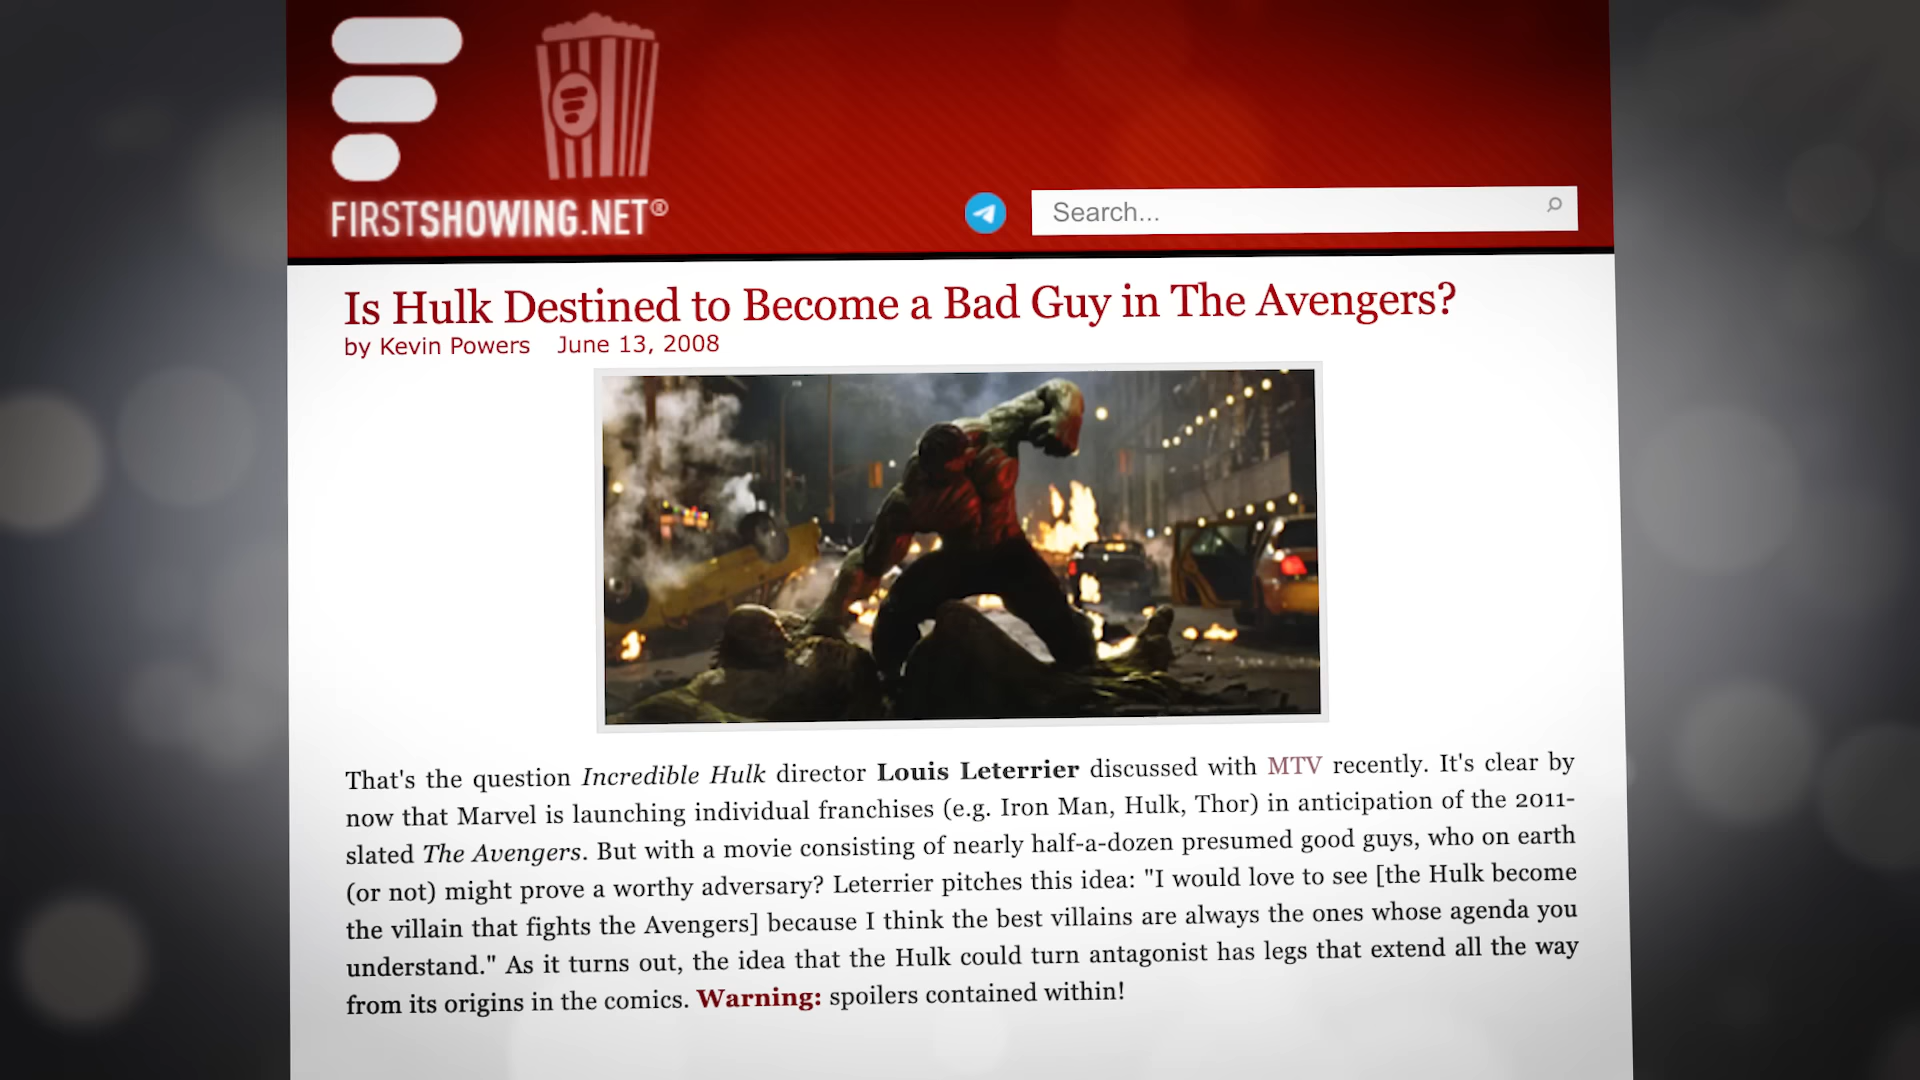 FIRSTSHOWING.NET®
Search...
Is Hulk Destined to Become a Bad Guy in The Avengers?
by Kevin Powers June 13, 2008
That's the question Incredible Hulk director Louis Leterrier discussed with MTV recently. It's clear by
now that Marvel is launching individual franchises (e.g. Iron Man, Hulk, Thor) in anticipation of the 2011-
slated The Avengers. But with a movie consisting of nearly half-a-dozen presumed good guys, who on earth
(or not) might prove a worthy adversary? Leterrier pitches this idea: "I would love to see [the Hulk become
the villain that fights the Avengers] because I think the best villains are always the ones whose agenda you
understand." As it turns out, the idea that the Hulk could turn antagonist has legs that extend all the way
from its origins in the comics. Warning: spoilers contained within!